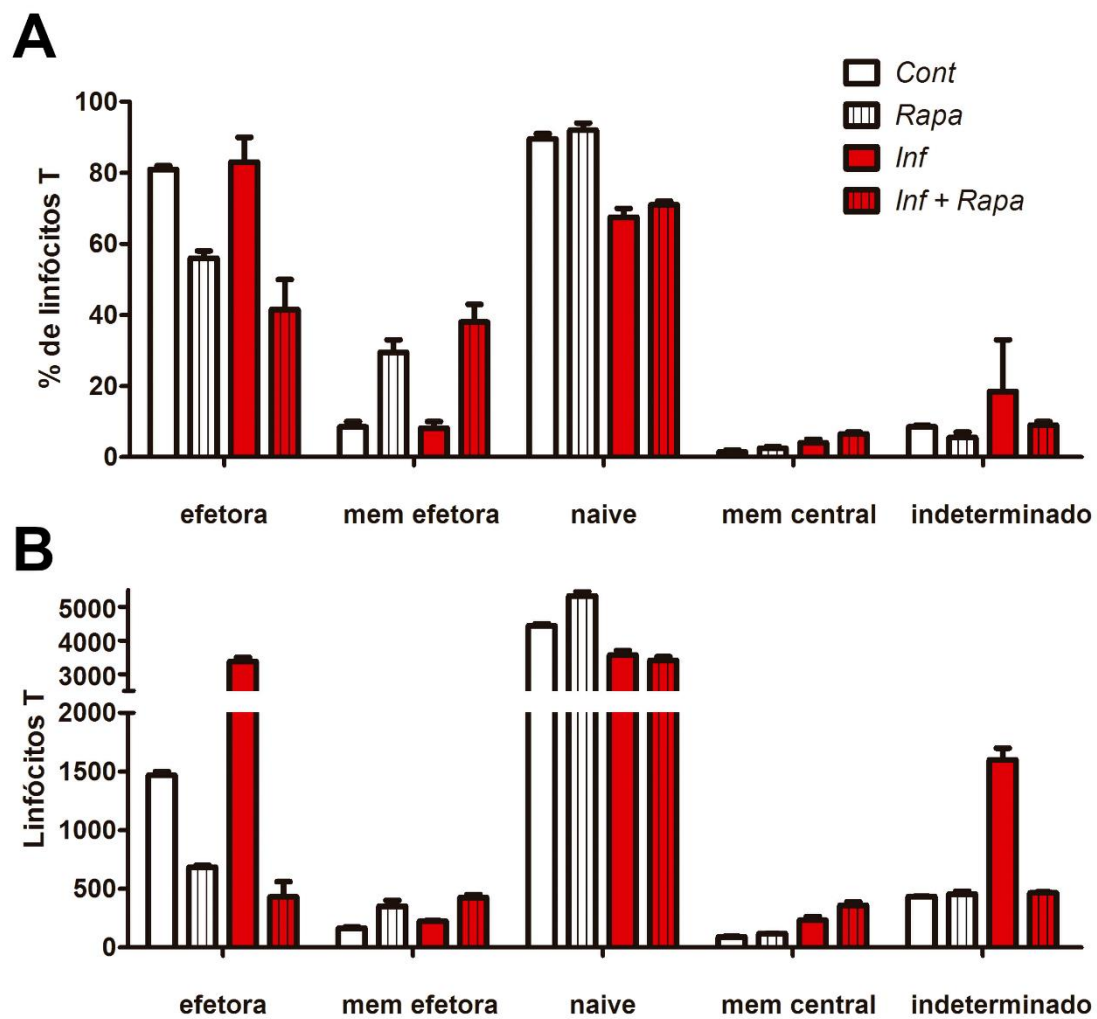 A
Cont
Rapa
Inf
Inf + Rapa
% de linfócitos T
100
80
60
40
20
0
efetora mem efetora naive mem central indeterminado
B
Linfócitos T
5000
4000
3000
2000
1500
1000
500
0
efetora mem efetora naive mem central indeterminado